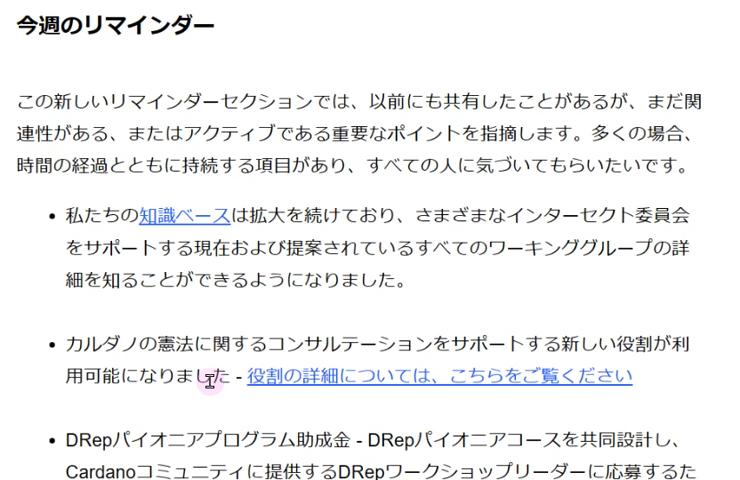 今週のリマインダー
この新しいリマインダーセクションでは、以前にも共有したことがあるが、まだ関
連性がある、またはアクティブである重要なポイントを指摘します。多くの場合、
時間の経過とともに持続する項目があり、すべての人に気づいてもらいたいです。
• 私たちの知識ベースは拡大を続けており、さまざまなインターセクト委員会
をサポートする現在および提案されているすべてのワーキンググループの詳
細を知ることができるようになりました。
• カルダノの憲法に関するコンサルテーションをサポートする新しい役割が利
用可能になりました - 役割の詳細については、こちらをご覧ください
• DRepパイオニアプログラム助成金 - DRepパイオニアコースを共同設計し、
Cardanoコミュニティに提供するDRepワークショップリーダーに応募するた